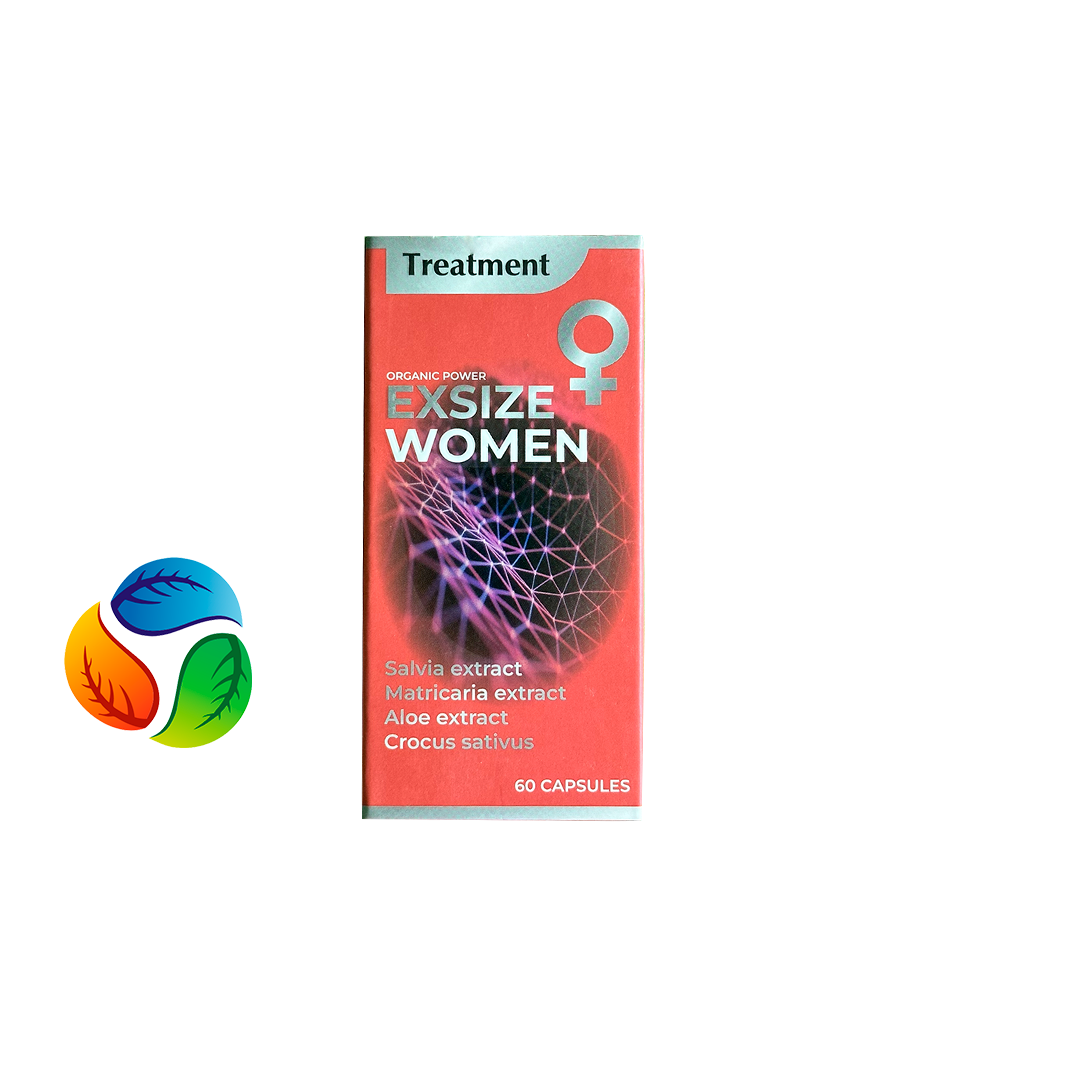 Treatment
ORGANIC POWER
EXSIZE
WOMEN
Salvia extract
Matricaria extract
Aloe extract
Crocus sativus
60 CAPSULES